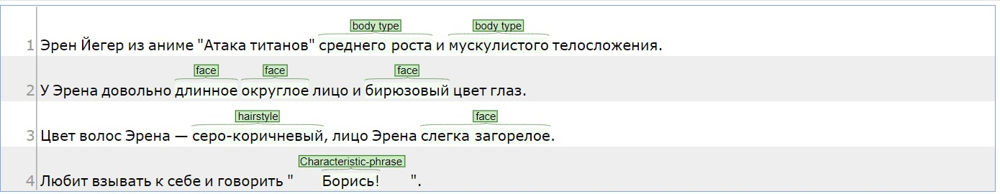 body type body type
1 Эрен Йегер из аниме "Атака титанов" среднего роста и мускулистого телосложения.
face face face
2 У Эрена довольно длинное округлое лицо и бирюзовый цвет глаз.
hairstyle face
3 Цвет волос Эрена — серо-коричневый, лицо Эрена слегка загорелое.
Characteristic-phrase
4 Любит взывать к себе и говорить " Борись! ".